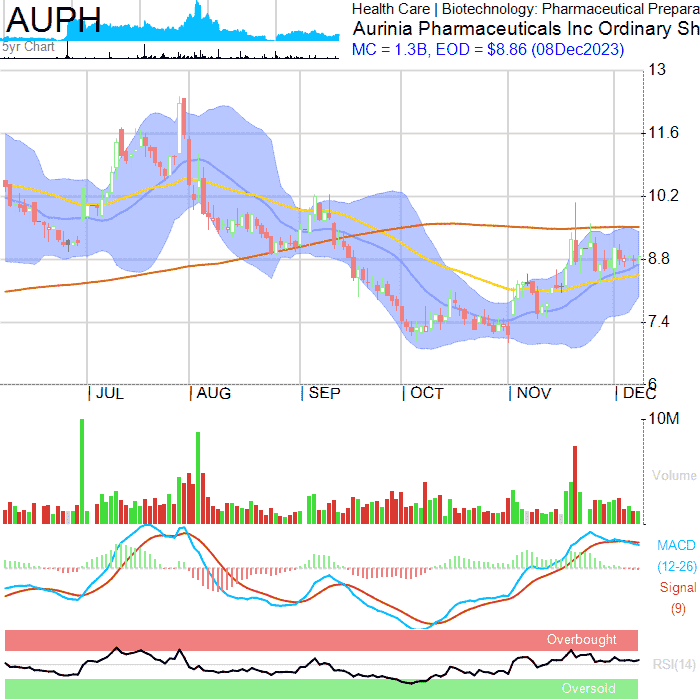 AUPH
5yr Chart
Health Care | Biotechnology: Pharmaceutical Prepara
Aurinia Pharmaceuticals Inc Ordinary Sh
MC = 1.3B, EOD = $8.86 (08Dec2023)
13
11.6
10.2
8.8
7.4
6
JUL AUG SEP OCT NOV DEC
10M
Volume
MACD
(12-26)
Signal
(9)
Overbought
RSI(14)
Oversold